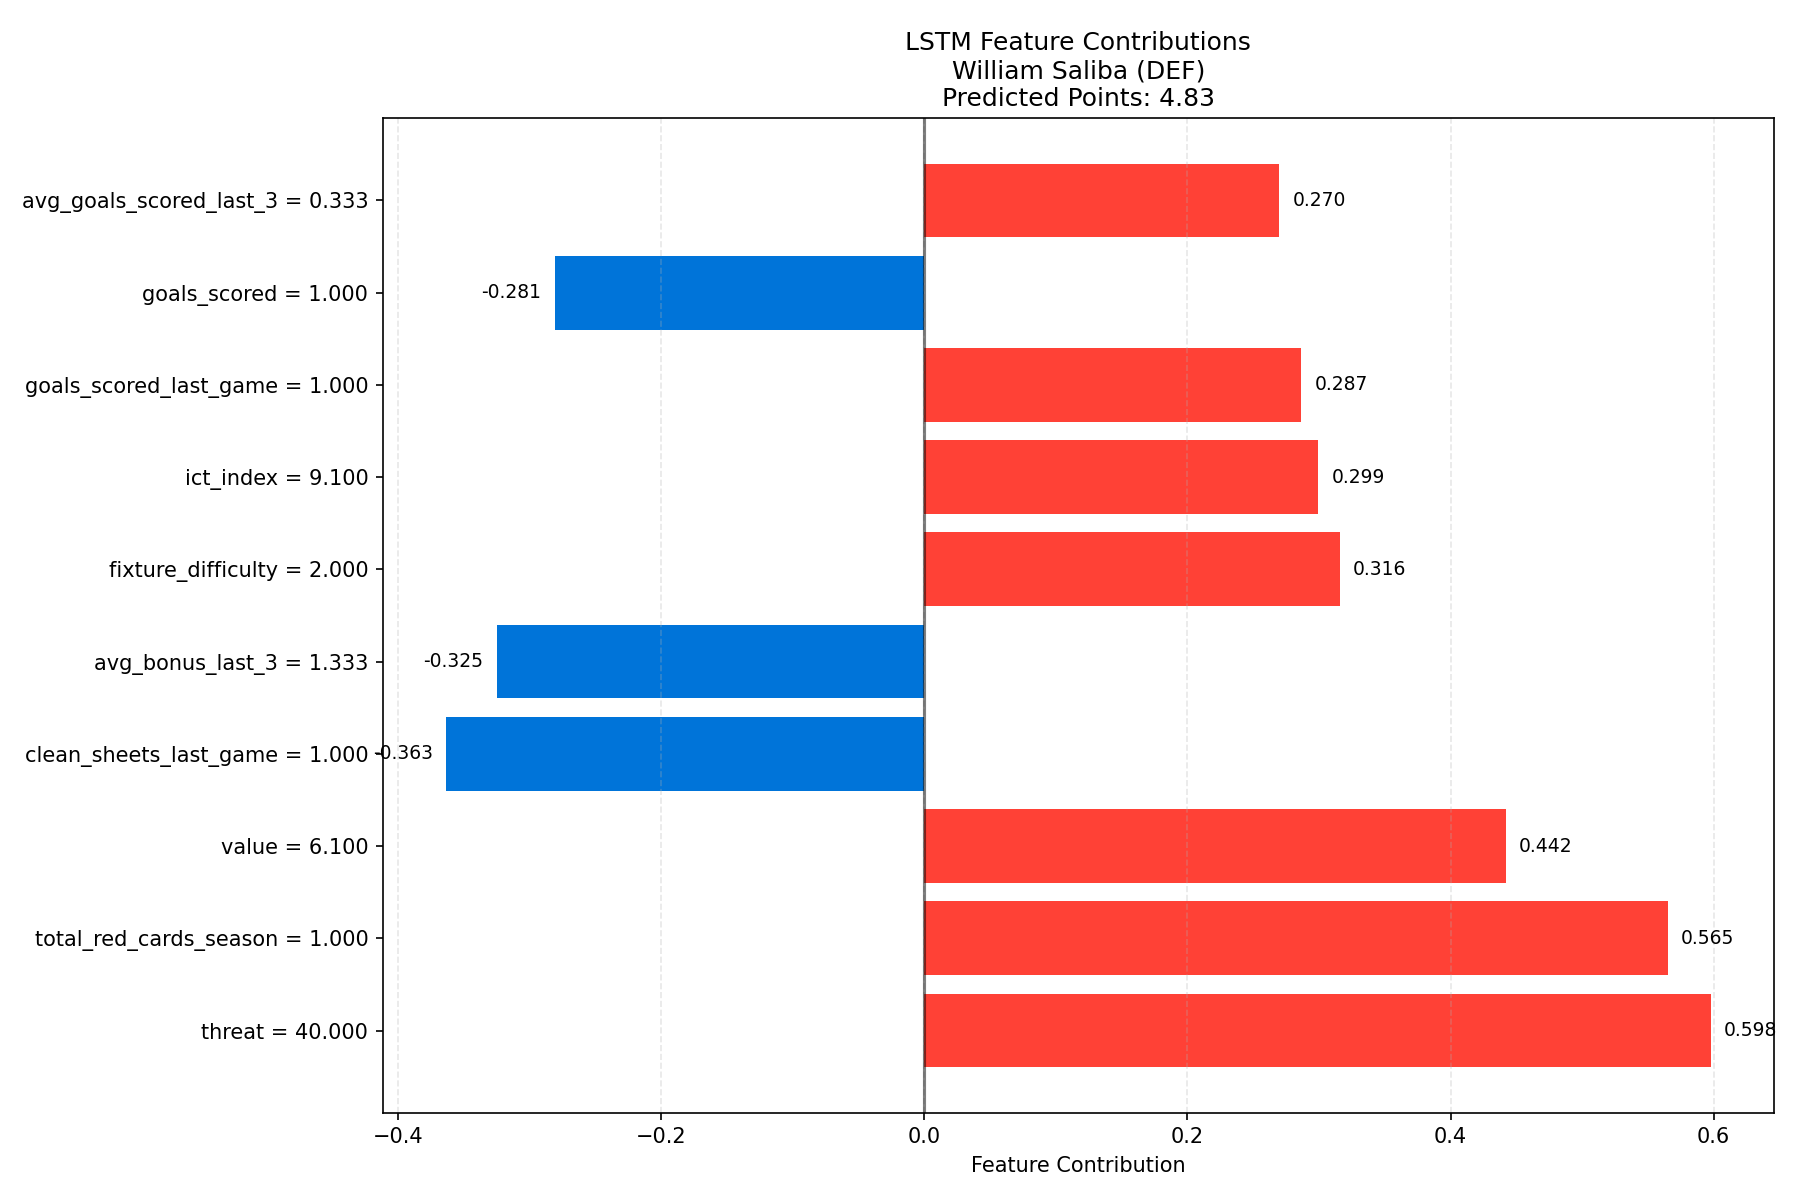 LSTM Feature Contributions
William Saliba (DEF)
Predicted Points: 4.83
avg_goals_scored_last_3 = 0.333
0.270
goals_scored = 1.000
-0.281
goals_scored_last_game = 1.000
0.287
ict_index = 9.100
0.299
fixture_difficulty = 2.000
0.316
avg_bonus_last_3 = 1.333
-0.325
clean_sheets_last_game = 1.000
-0.363
value = 6.100
0.442
total_red_cards_season = 1.000
0.565
threat = 40.000
0.598
−0.4 −0.2 0.0 0.2 0.4 0.6
Feature Contribution